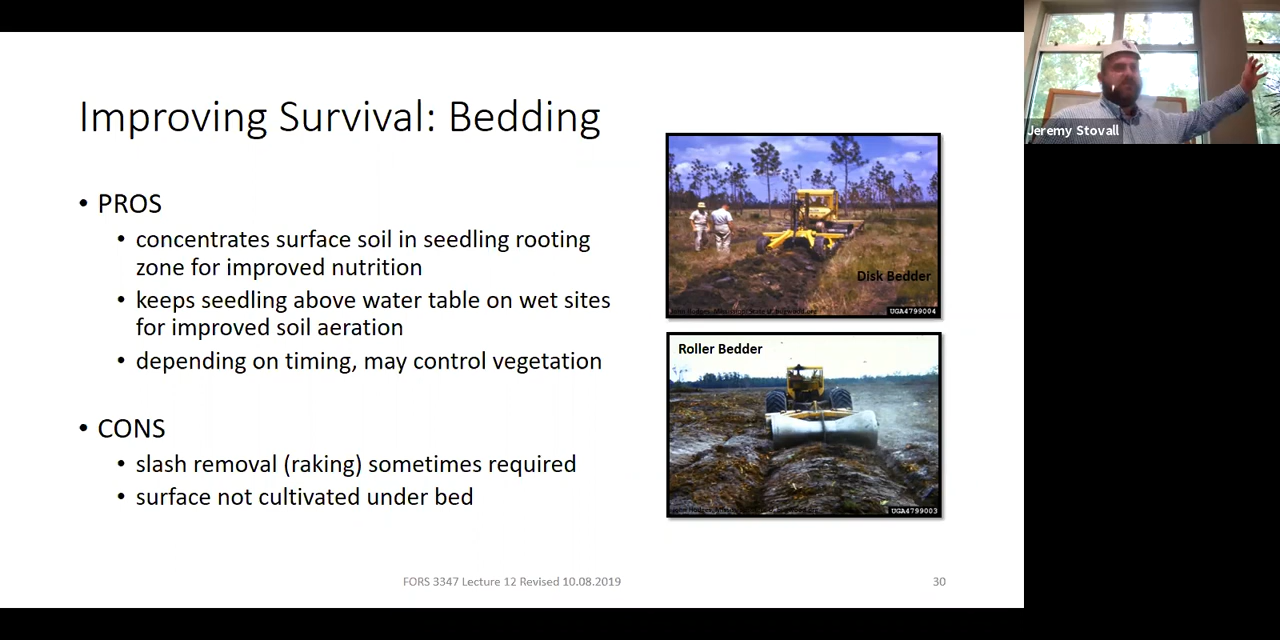 Improving Survival: Bedding
• PROS
• concentrates surface soil in seedling rooting
zone for improved nutrition
• keeps seedling above water table on wet sites
for improved soil aeration
• depending on timing, may control vegetation
• CONS
• slash removal (raking) sometimes required
• surface not cultivated under bed
Disk Bedder
UGA4799004
Roller Bedder
UGA4799003
FORS 3347 Lecture 12 Revised 10.08.2019
30
Jeremy Stovall